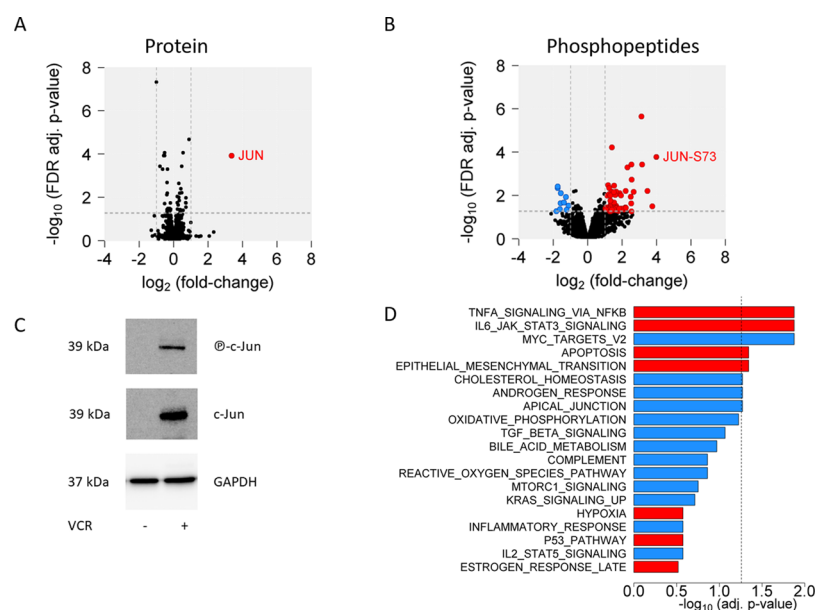 A
Protein
8
6
4
2
0
-4
0
4
8
-log10 (FDR adj. p-value)
log2 (fold-change)
JUN
B
Phosphopeptides
8
6
4
2
0
-4
-2
0
2
4
6
8
-log10 (FDR adj. p-value)
log2 (fold-change)
JUN-S73
C
39 kDa
℗-c-Jun
39 kDa
c-Jun
37 kDa
GAPDH
VCR - +
D
TNFA_SIGNALING_VIA_NFKB
IL6_JAK_STAT3_SIGNALING
MYC_TARGETS_V2
APOPTOSIS
EPITHELIAL_MESENCHYMAL_TRANSITION
CHOLESTEROL_HOMEOSTASIS
ANDROGEN_RESPONSE
APICAL_JUNCTION
OXIDATIVE_PHOSPHORYLATION
TGF_BETA_SIGNALING
BILE_ACID_METABOLISM
COMPLEMENT
REACTIVE_OXYGEN_SPECIES_PATHWAY
MTORC1_SIGNALING
KRAS_SIGNALING_UP
HYPOXIA
INFLAMMATORY_RESPONSE
P53_PATHWAY
IL2_STAT5_SIGNALING
ESTROGEN_RESPONSE_LATE
0.0 0.5 1.0 1.5 2.0
-log10 (adj. p-value)